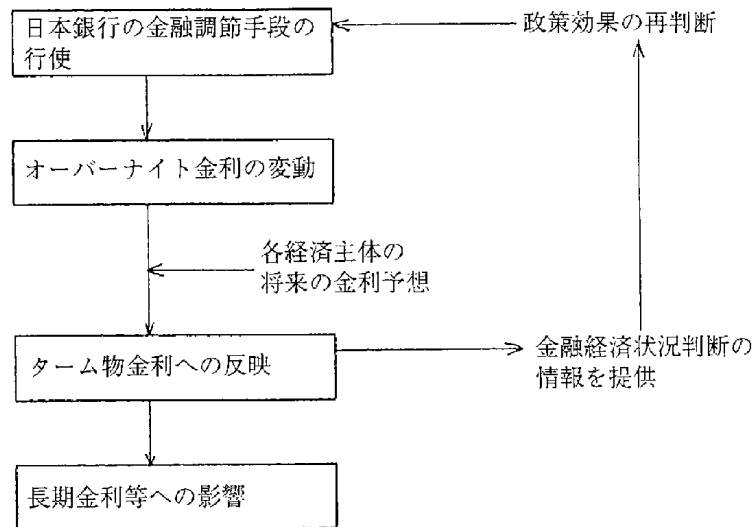 日本銀行の金融調節手段の
行使
政策効果の再判断
オーバーナイト金利の変動
各経済主体の
将来の金利予想
ターム物金利への反映
金融経済状況判断の
情報を提供
長期金利等への影響